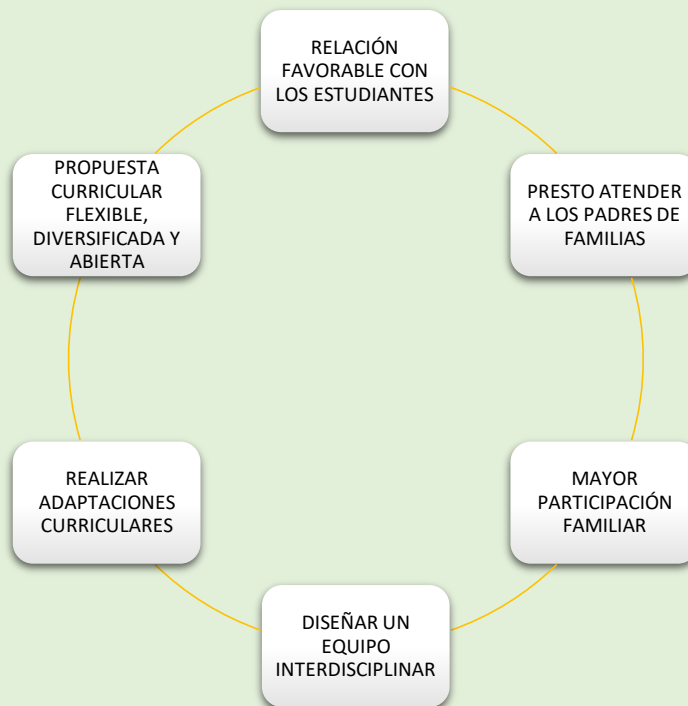 RELACIÓN
FAVORABLE CON
LOS ESTUDIANTES
PRESTO ATENDER
A LOS PADRES DE
FAMILIAS
MAYOR
PARTICIPACIÓN
FAMILIAR
DISEÑAR UN
EQUIPO
INTERDISCIPLINAR
REALIZAR
ADAPTACIONES
CURRICULARES
PROPUESTA
CURRICULAR
FLEXIBLE,
DIVERSIFICADA Y
ABIERTA